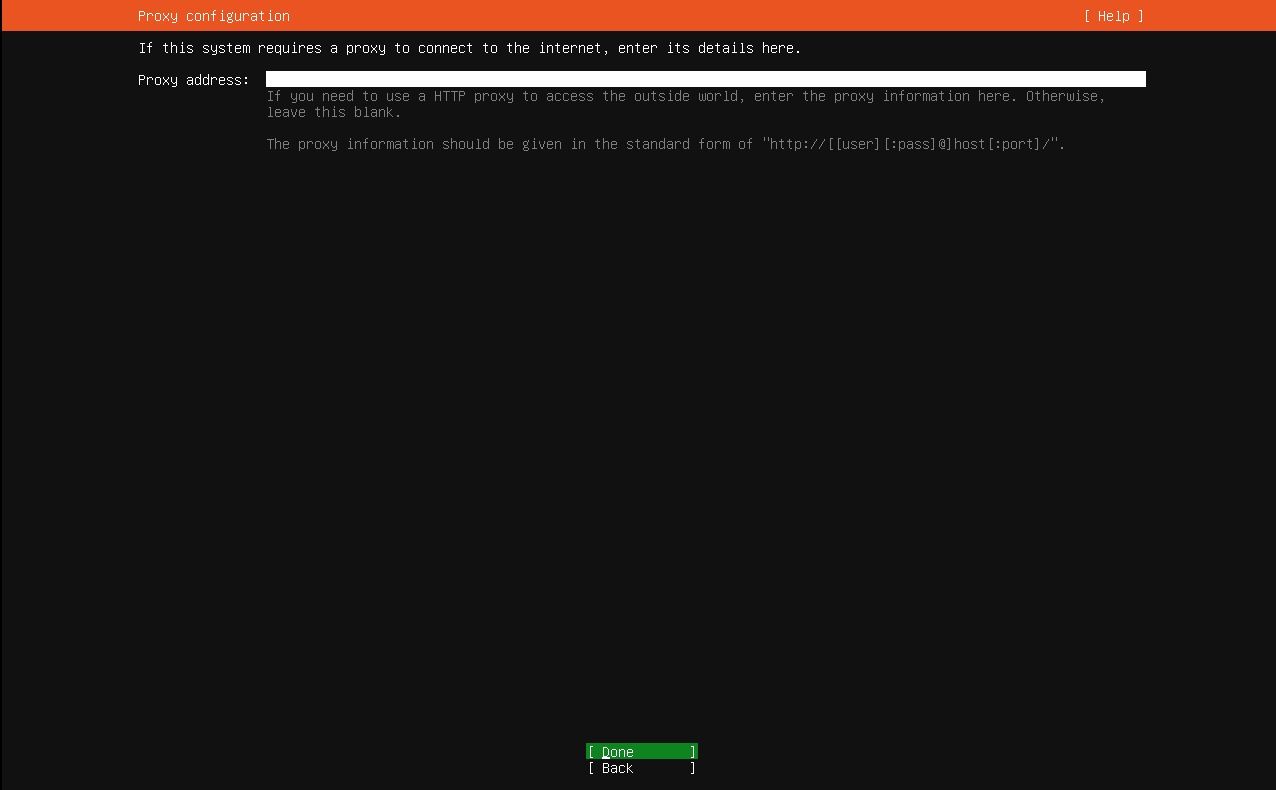 Proxy configuration [ Help ]
If this system requires a proxy to connect to the internet, enter its details here.
Proxy address:
If you need to use a HTTP proxy to access the outside world, enter the proxy information here. Otherwise,
leave this blank.
The proxy information should be given in the standard form of "http://[[user][:pass]@]host[:port]/".
[ Done ]
[ Back ]